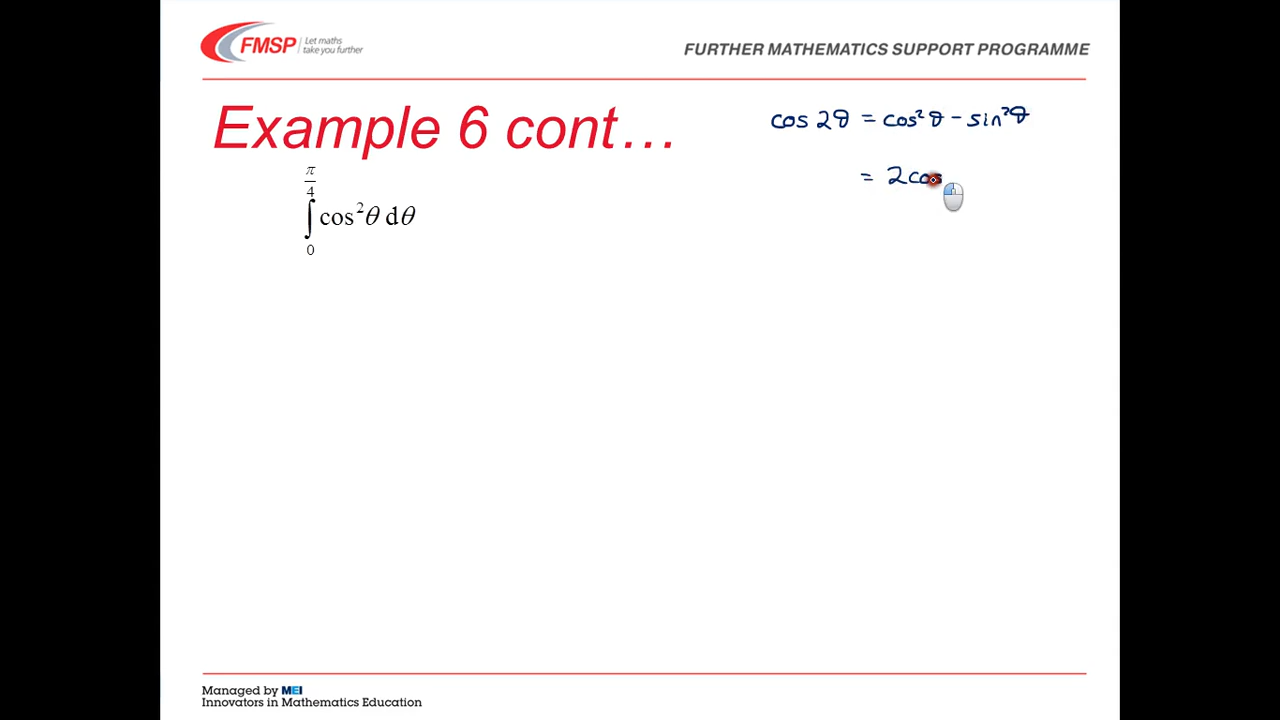 FMSP Let maths take you further
FURTHER MATHEMATICS SUPPORT PROGRAMME
Example 6 cont…
cos 2θ = cos²θ – sin²θ
= 2cos
∫₀^(π/4) cos²θ dθ
Managed by MEI
Innovators in Mathematics Education